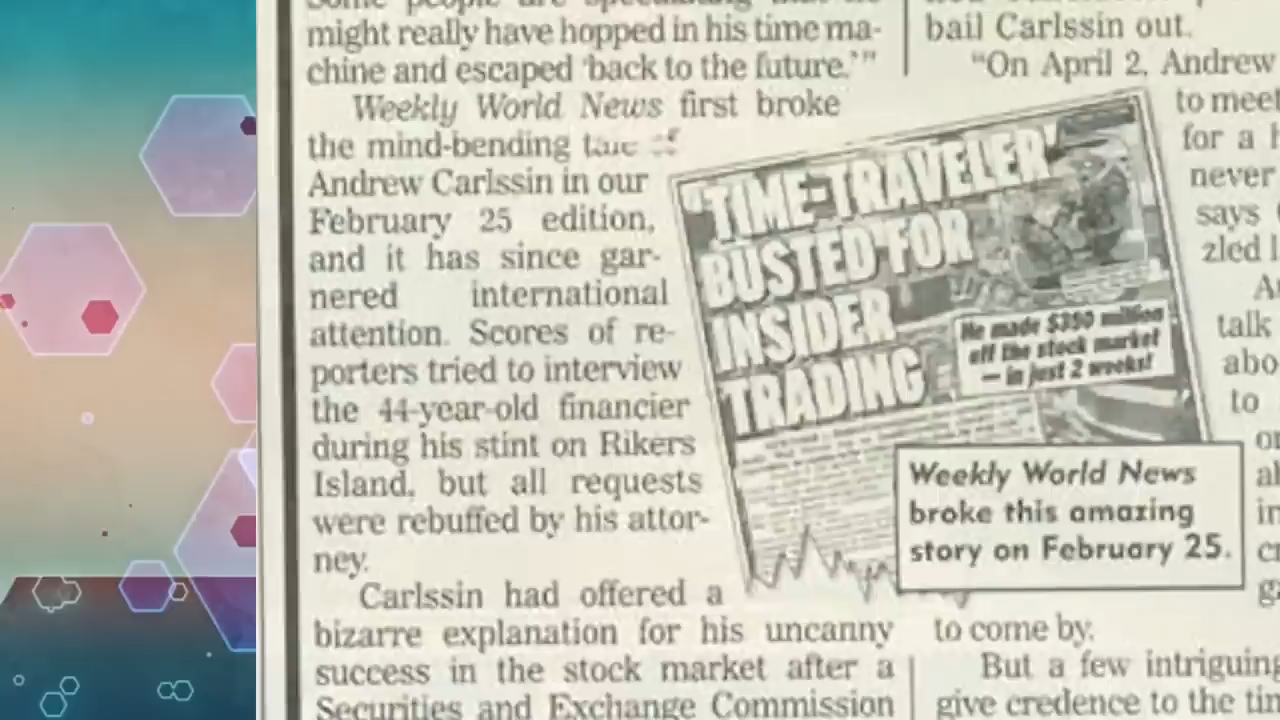 might really have hopped in his time ma-
chine and escaped 'back to the future.'"
Weekly World News first broke
the mind-bending tale of
Andrew Carlssin in our
February 25 edition,
and it has since gar-
nered international
attention. Scores of re-
porters tried to interview
the 44-year-old financier
during his stint on Rikers
Island, but all requests
were rebuffed by his attor-
ney.
Carlssin had offered a
bizarre explanation for his uncanny
success in the stock market after a
Securities and Exchange Commission
'TIME-TRAVELER'
BUSTED FOR
INSIDER
TRADING
He made $350 million
off the stock market
— in just 2 weeks!
Weekly World News
broke this amazing
story on February 25.
bail Carlssin out.
"On April 2, Andrew
to meet
for a
never
says
talk
to
to come by.
But a few intriguing
give credence to the